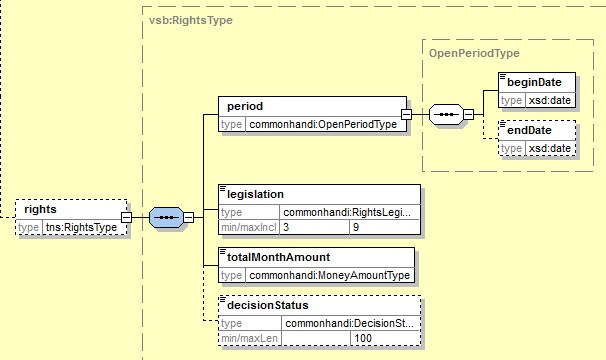 vsb:RightsType
OpenPeriodType
beginDate
type xsd:date
period
type commonhandi:OpenPeriodType
endDate
type xsd:date
legislation
type commonhandi:RightsLegi...
min/maxIncl 3 9
rights
type tns:RightsType
totalMonthAmount
type commonhandi:MoneyAmountType
decisionStatus
type commonhandi:DecisionSt...
min/maxLen 100